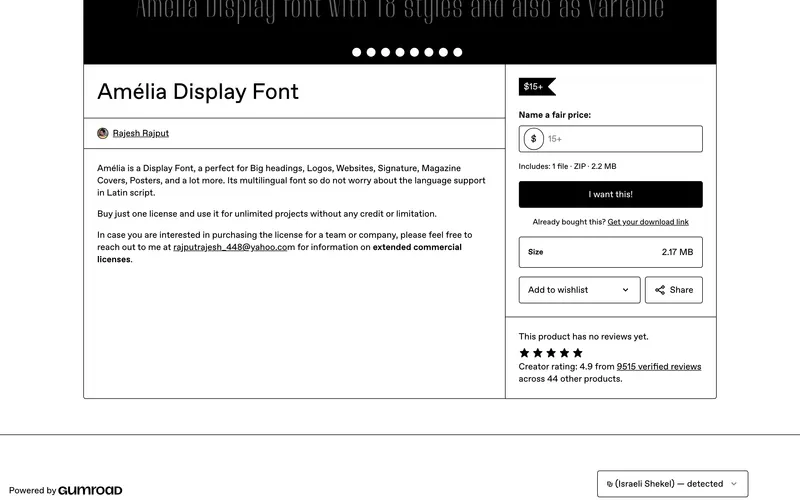 Amélia Display font with 18 styles and also as variable
Amélia Display Font
Rajesh Rajput
Amélia is a Display Font, a perfect for Big headings, Logos, Websites, Signature, Magazine
Covers, Posters, and a lot more. Its multilingual font so do not worry about the language support
in Latin script.
Buy just one license and use it for unlimited projects without any credit or limitation.
In case you are interested in purchasing the license for a team or company, please feel free to
reach out to me at rajputrajesh_448@yahoo.com for information on extended commercial
licenses.
$15+
Name a fair price:
$ 15+
Includes: 1 file · ZIP · 2.2 MB
I want this!
Already bought this? Get your download link
Size 2.17 MB
Add to wishlist
Share
This product has no reviews yet.
Creator rating: 4.9 from 9515 verified reviews
across 44 other products.
Powered by Gumroad
₪ (Israeli Shekel) — detected